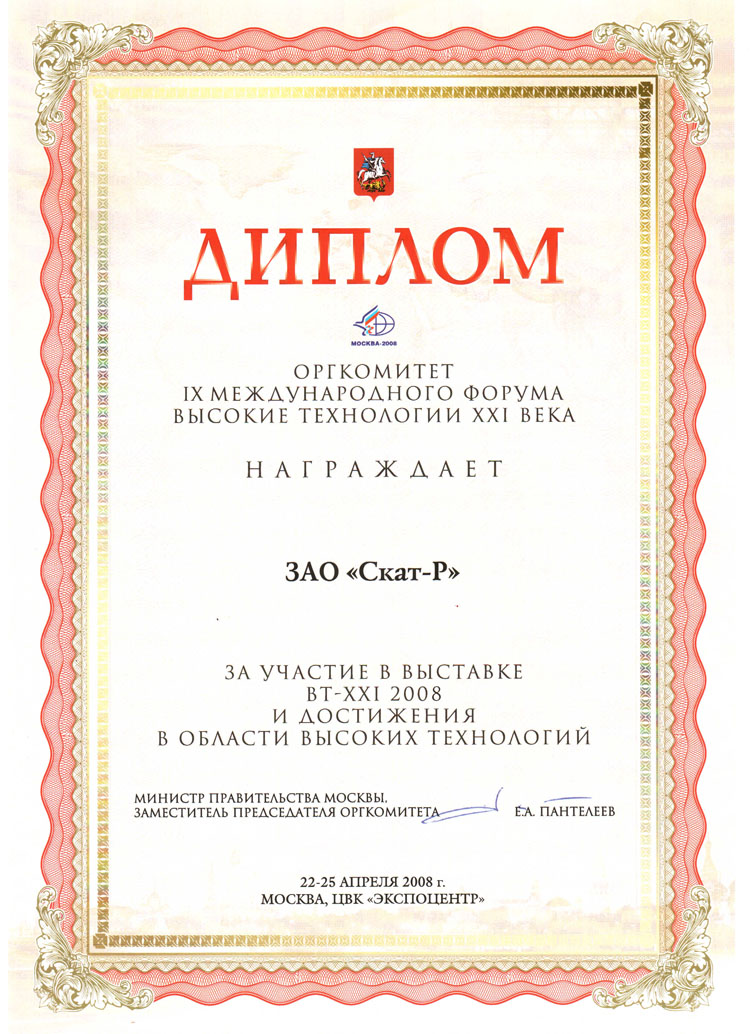 ДИПЛОМ
МОСКВА-2008
ОРГКОМИТЕТ
IX МЕЖДУНАРОДНОГО ФОРУМА
ВЫСОКИЕ ТЕХНОЛОГИИ XXI ВЕКА
НАГРАЖДАЕТ
ЗАО «Скат-Р»
ЗА УЧАСТИЕ В ВЫСТАВКЕ
ВТ-XXI 2008
И ДОСТИЖЕНИЯ
В ОБЛАСТИ ВЫСОКИХ ТЕХНОЛОГИЙ
МИНИСТР ПРАВИТЕЛЬСТВА МОСКВЫ,
ЗАМЕСТИТЕЛЬ ПРЕДСЕДАТЕЛЯ ОРГКОМИТЕТА Е.А. ПАНТЕЛЕЕВ
22-25 АПРЕЛЯ 2008 г.
МОСКВА, ЦВК «ЭКСПОЦЕНТР»